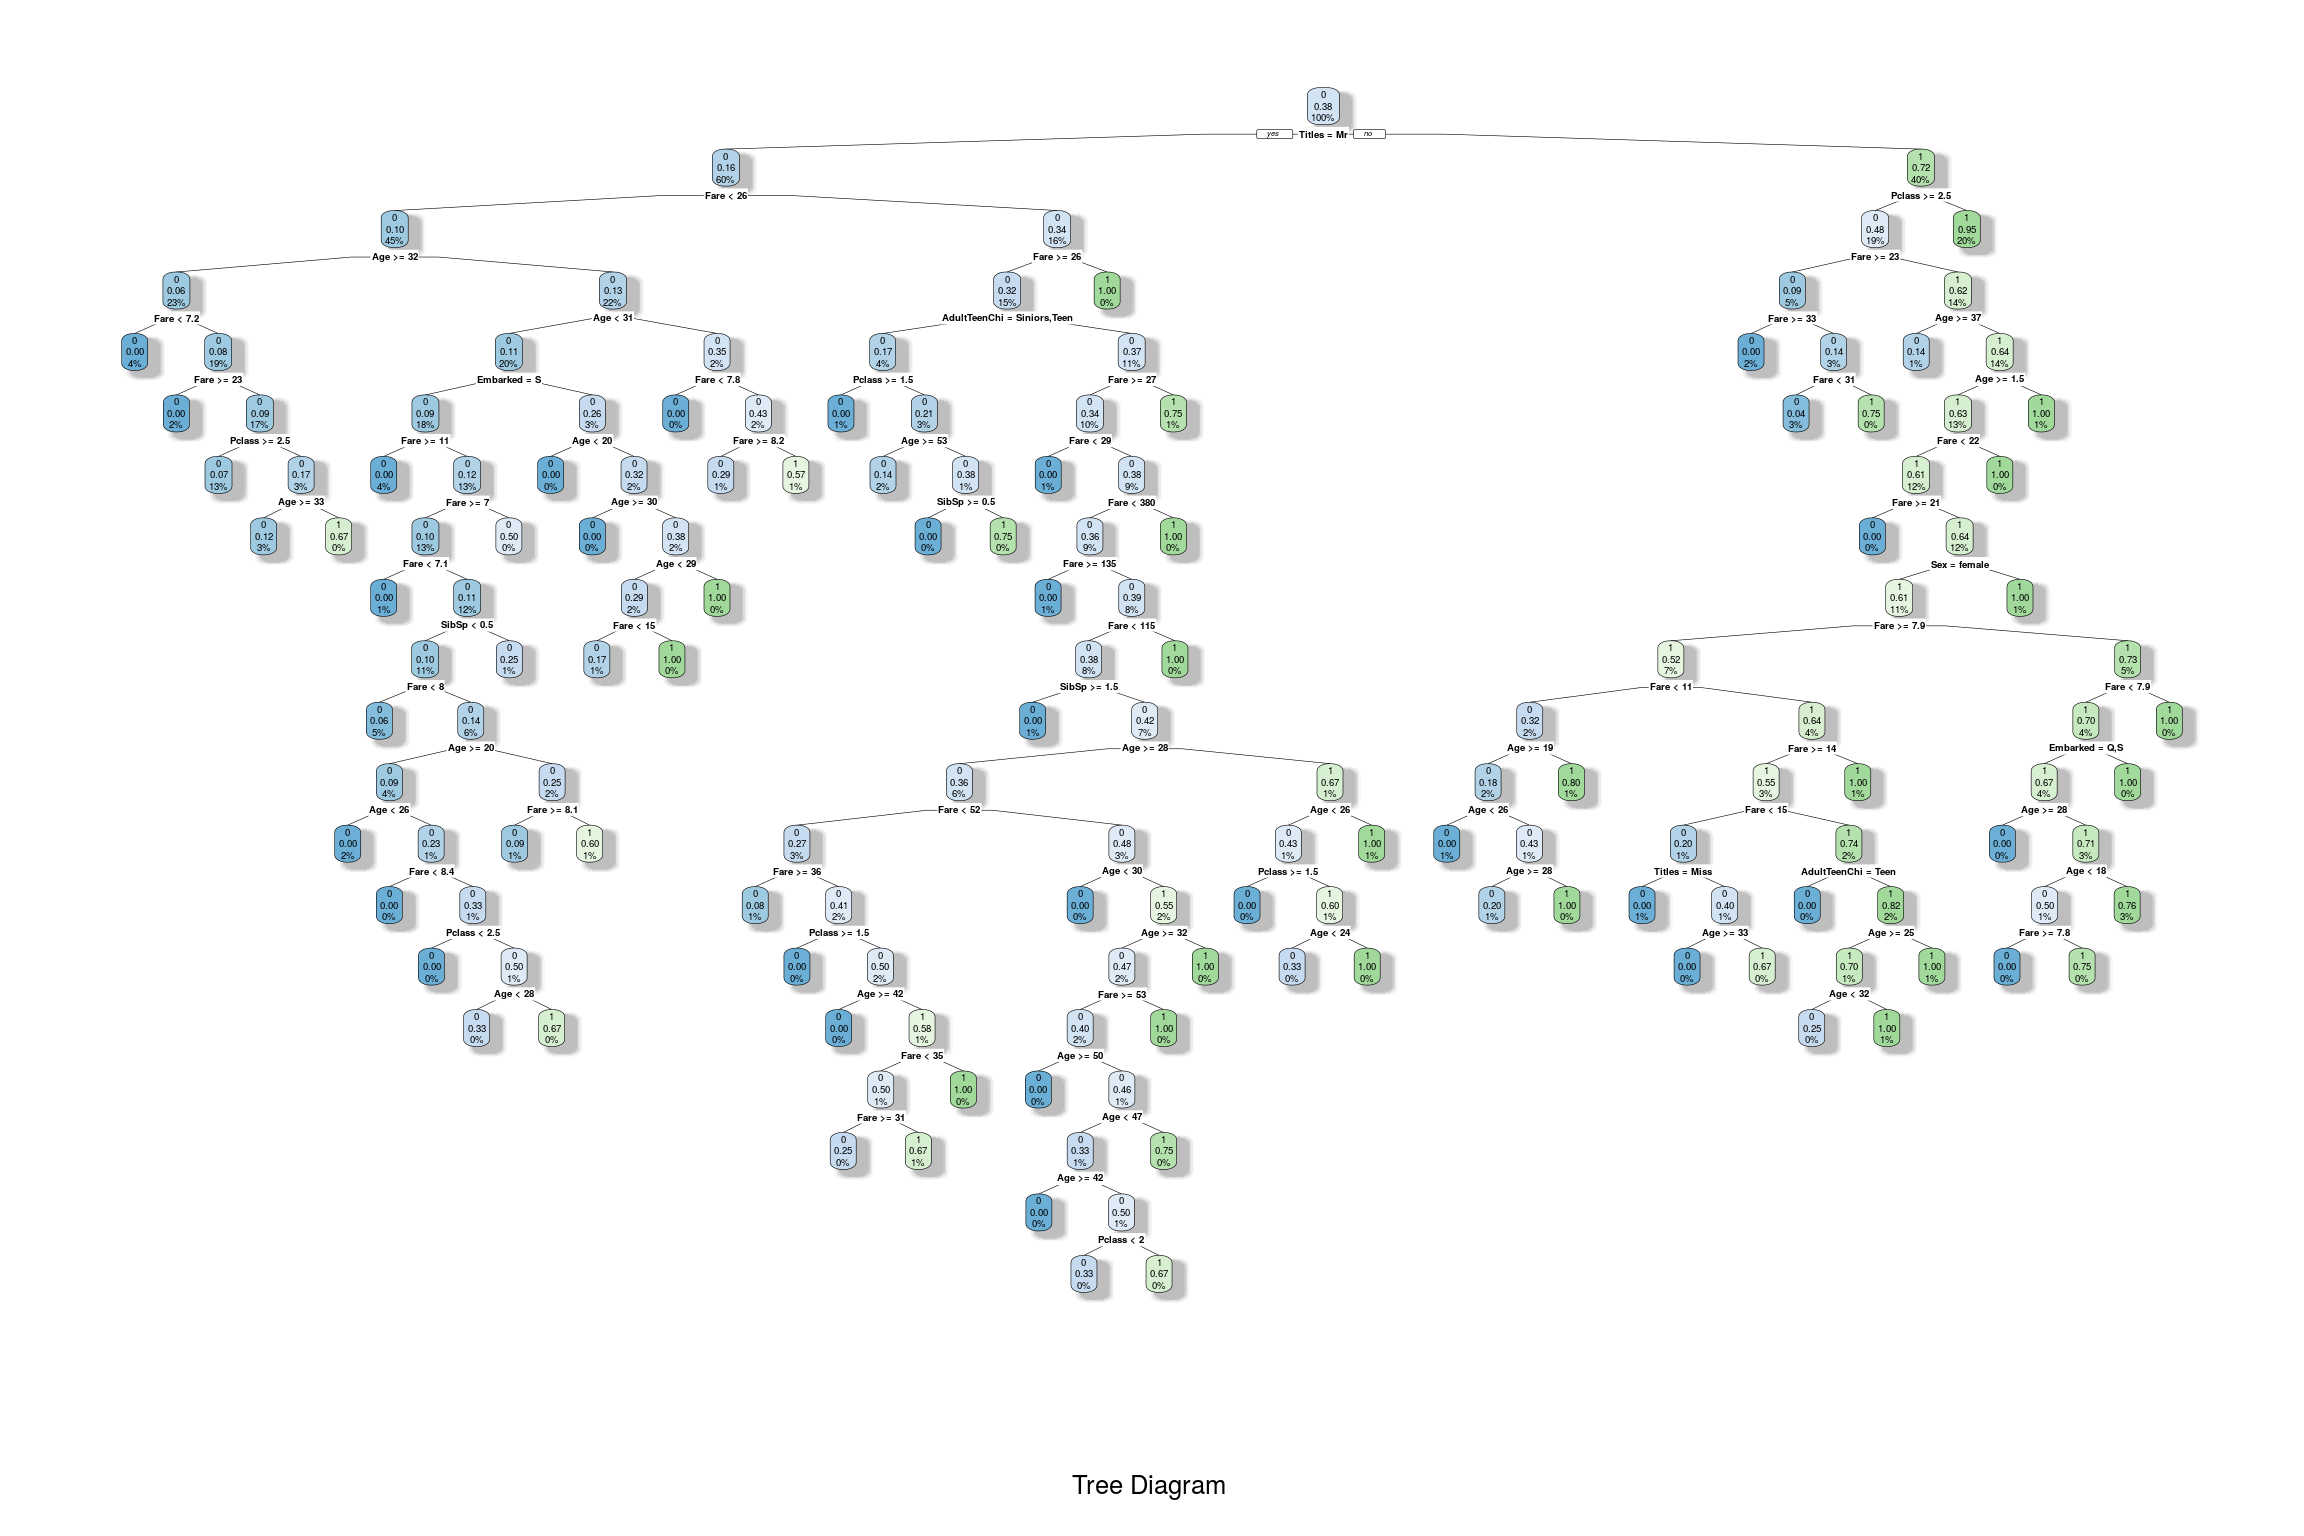 0
0.38
100%
yes Titles = Mr no
0 1
0.16 0.72
60% 40%
Fare < 26 Pclass >= 2.5
0 0 0 1
0.10 0.34 0.48 0.95
45% 16% 19% 20%
Age >= 32 Fare >= 26 Fare >= 23
0 0 0 1 0 1
0.06 0.13 0.32 1.00 0.09 0.62
23% 22% 15% 0% 5% 14%
Fare < 7.2 Age < 31 AdultTeenChi = Siniors,Teen Fare >= 33 Age >= 37
0 0 0 0 0 0 0 0 0 1
0.00 0.08 0.11 0.35 0.17 0.37 0.00 0.14 0.14 0.64
4% 19% 20% 2% 4% 11% 2% 3% 1% 14%
Fare >= 23 Embarked = S Fare < 7.8 Pclass >= 1.5 Fare >= 27 Fare < 31 Age >= 1.5
0 0 0 0 0 0 0 0 0 1 0 1 1 1
0.00 0.09 0.09 0.26 0.00 0.43 0.00 0.21 0.34 0.75 0.04 0.75 0.63 1.00
2% 17% 18% 3% 0% 2% 1% 3% 10% 1% 3% 0% 13% 1%
Pclass >= 2.5 Fare >= 11 Age < 20 Fare >= 8.2 Age >= 53 Fare < 29 Fare < 22
0 0 0 0 0 0 0 1 0 0 0 0 1 1
0.07 0.17 0.00 0.12 0.00 0.32 0.29 0.57 0.14 0.38 0.00 0.38 0.61 1.00
13% 3% 4% 13% 0% 2% 1% 1% 2% 1% 1% 9% 12% 0%
Age >= 33 Fare >= 7 Age >= 30 SibSp >= 0.5 Fare < 380 Fare >= 21
0 1 0 0 0 0 0 1 0 1 0 1
0.12 0.67 0.10 0.50 0.00 0.38 0.00 0.75 0.36 1.00 0.00 0.64
3% 0% 13% 0% 0% 2% 0% 0% 9% 0% 0% 12%
Fare < 7.1 Age < 29 Fare >= 135 Sex = female
0 0 0 1 0 0 1 1
0.00 0.11 0.29 1.00 0.00 0.39 0.61 1.00
1% 12% 2% 0% 1% 8% 11% 1%
SibSp < 0.5 Fare < 15 Fare < 115 Fare >= 7.9
0 0 0 1 0 1 1 1
0.10 0.25 0.17 1.00 0.38 1.00 0.52 0.73
11% 1% 1% 0% 8% 0% 7% 5%
Fare < 8 SibSp >= 1.5 Fare < 11 Fare < 7.9
0 0 0 0 0 1 1 1
0.06 0.14 0.00 0.42 0.32 0.64 0.70 1.00
5% 6% 1% 7% 2% 4% 4% 0%
Age >= 20 Age >= 28 Age >= 19 Fare >= 14 Embarked = Q,S
0 0 0 1 0 1 1 1 1 1
0.09 0.25 0.36 0.67 0.18 0.80 0.55 1.00 0.67 1.00
4% 2% 6% 1% 2% 1% 3% 1% 4% 0%
Age < 26 Fare >= 8.1 Fare < 52 Age < 26 Age < 26 Fare < 15 Age >= 28
0 0 0 1 0 0 0 1 0 0 0 1 0 1
0.00 0.23 0.09 0.60 0.27 0.48 0.43 1.00 0.00 0.43 0.20 0.74 0.00 0.71
2% 1% 1% 1% 3% 3% 1% 1% 1% 1% 1% 2% 0% 3%
Fare < 8.4 Fare >= 36 Age < 30 Pclass >= 1.5 Age >= 28 Titles = Miss AdultTeenChi = Teen Age < 18
0 0 0 0 0 1 0 1 0 1 0 0 0 1 0 1
0.00 0.33 0.08 0.41 0.00 0.55 0.00 0.60 0.20 1.00 0.00 0.40 0.00 0.82 0.50 0.76
0% 1% 1% 2% 0% 2% 0% 1% 1% 0% 1% 1% 0% 2% 1% 3%
Pclass < 2.5 Pclass >= 1.5 Age >= 32 Age < 24 Age >= 33 Age >= 25 Fare >= 7.8
0 0 0 0 0 1 0 1 0 1 1 1 0 1
0.00 0.50 0.00 0.50 0.47 1.00 0.33 1.00 0.00 0.67 0.70 1.00 0.00 0.75
0% 1% 0% 2% 2% 0% 0% 0% 0% 0% 1% 1% 0% 0%
Age < 28 Age >= 42 Fare >= 53 Age < 32
0 1 0 1 0 1 0 1
0.33 0.67 0.00 0.58 0.40 1.00 0.25 1.00
0% 0% 0% 1% 2% 0% 0% 1%
Fare < 35 Age >= 50
0 1 0 0
0.50 1.00 0.00 0.46
1% 0% 0% 1%
Fare >= 31 Age < 47
0 1 0 1
0.25 0.67 0.33 0.75
0% 1% 1% 0%
Age >= 42
0 0
0.00 0.50
0% 1%
Pclass < 2
0 1
0.33 0.67
0% 0%
Tree Diagram